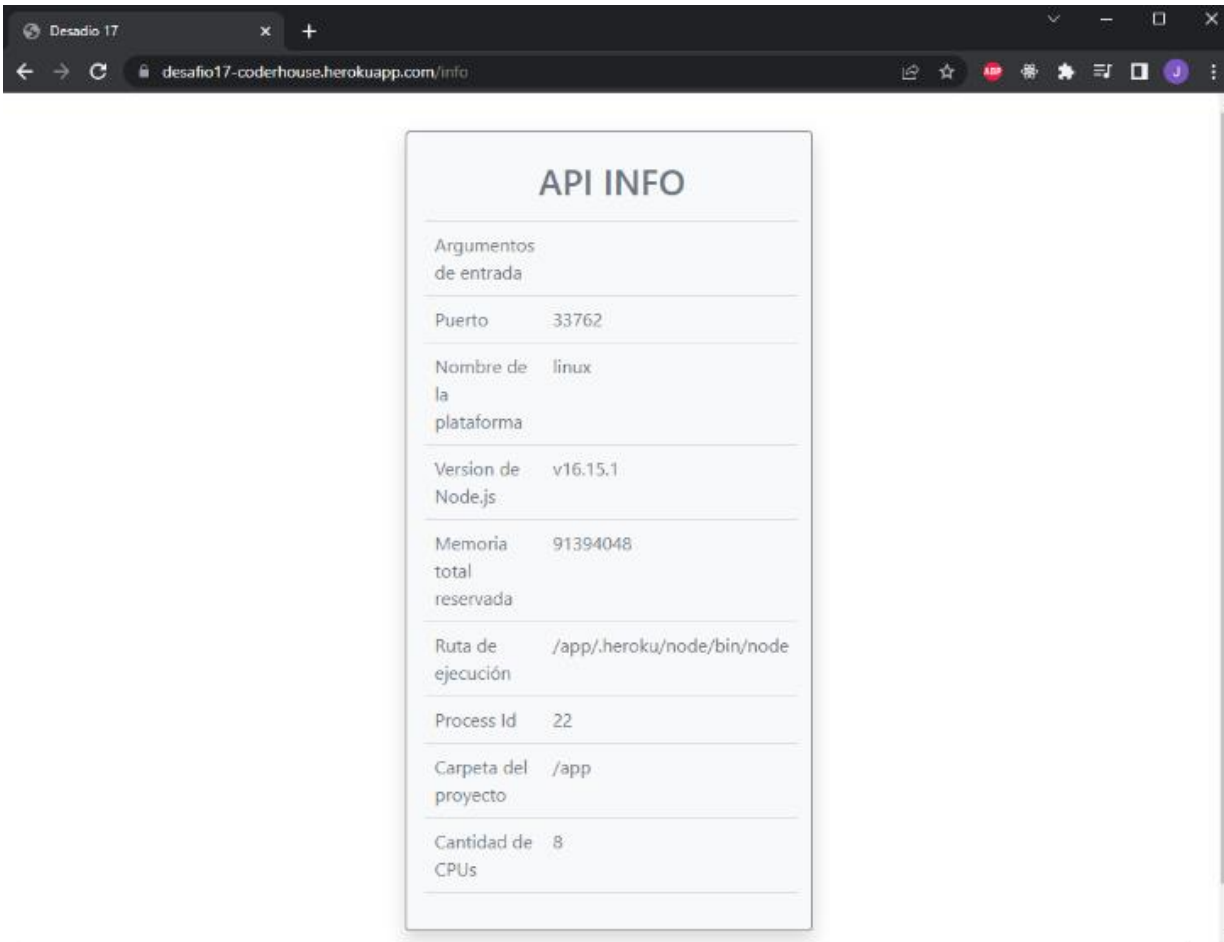 Desadio 17
desafio17-coderhouse.herokuapp.com/info
ABP
J
API INFO
Argumentos
de entrada
Puerto 33762
Nombre de linux
la
plataforma
Version de v16.15.1
Node.js
Memoria 91394048
total
reservada
Ruta de /app/.heroku/node/bin/node
ejecución
Process Id 22
Carpeta del /app
proyecto
Cantidad de 8
CPUs